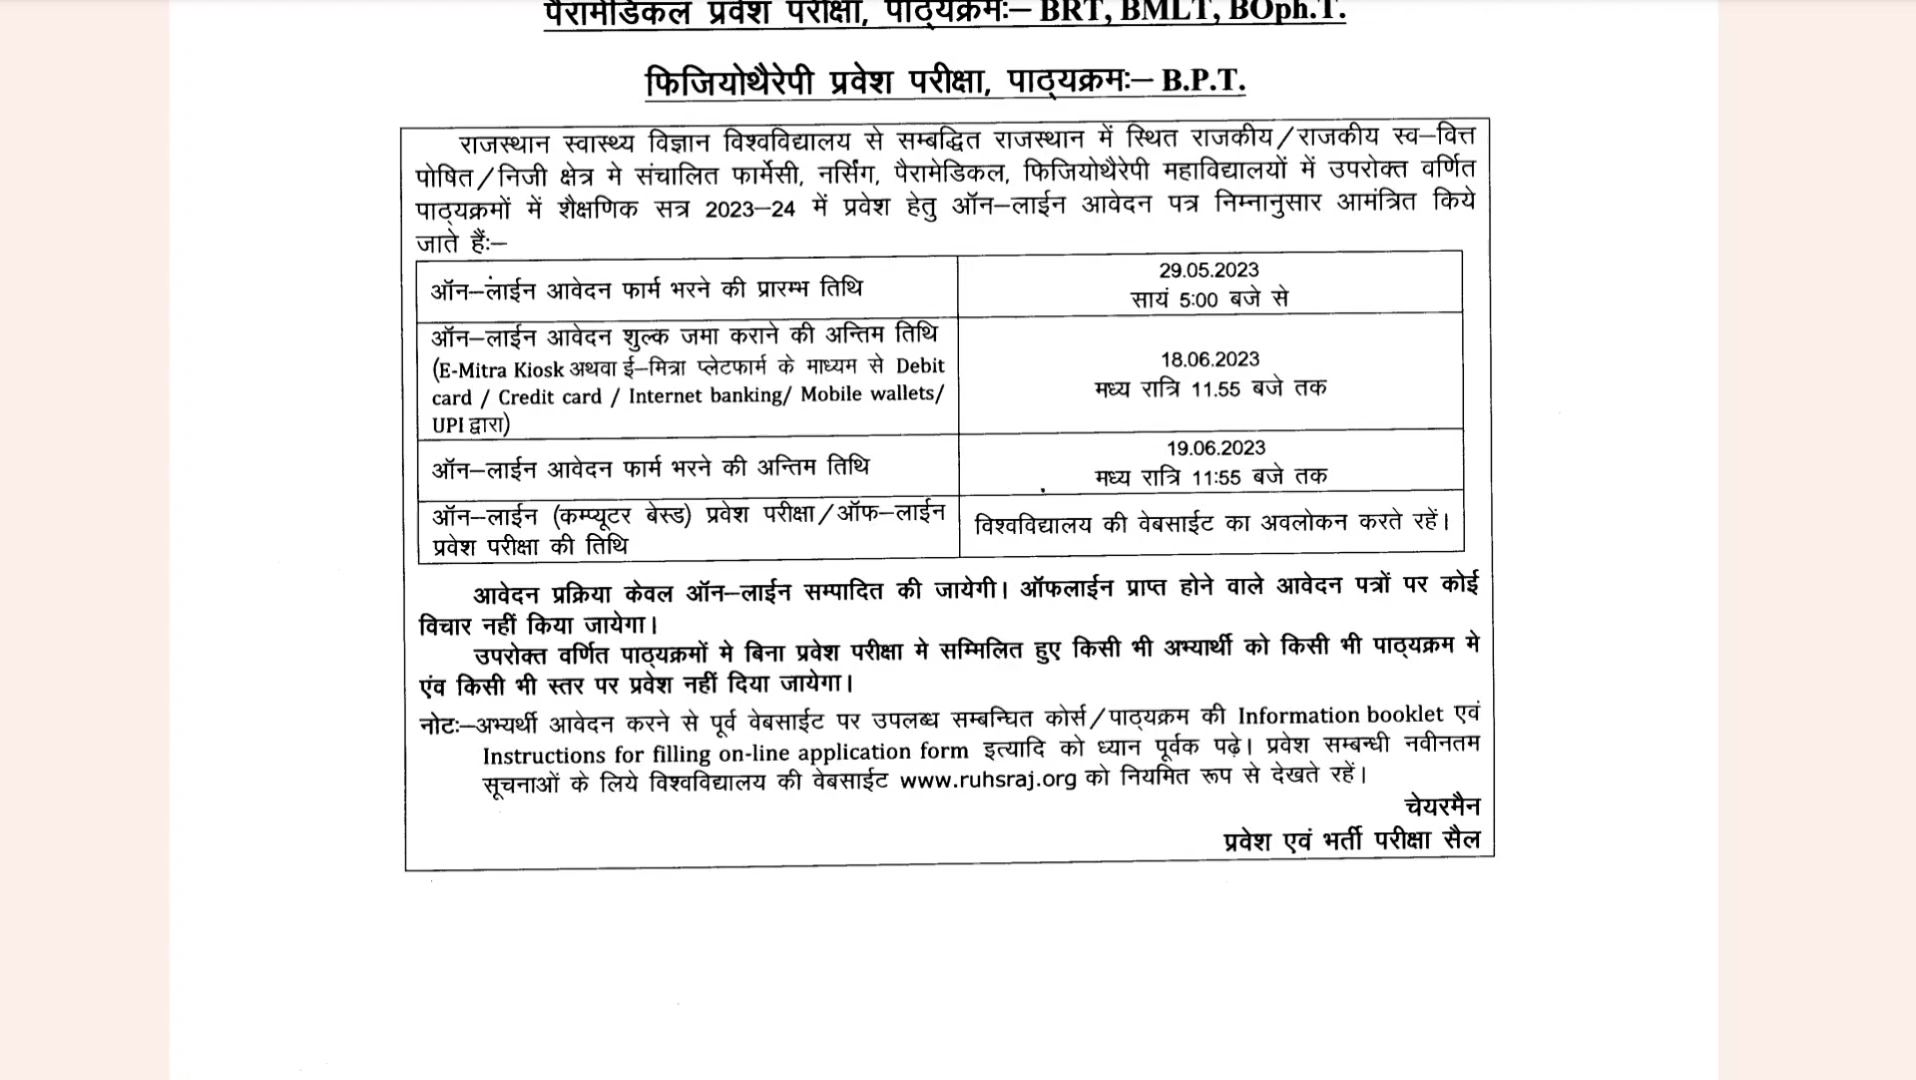 पैरामेडिकल प्रवेश परीक्षा, पाठ्यक्रमः– BRT, BMLT, BOph.T.
फिजियोथैरेपी प्रवेश परीक्षा, पाठ्यक्रमः– B.P.T.
राजस्थान स्वास्थ्य विज्ञान विश्वविद्यालय से सम्बद्धित राजस्थान में स्थित राजकीय/राजकीय स्व–वित्त
पोषित/निजी क्षेत्र मे संचालित फार्मेसी, नर्सिंग, पैरामेडिकल, फिजियोथैरेपी महाविद्यालयों में उपरोक्त वर्णित
पाठ्यक्रमों में शैक्षणिक सत्र 2023–24 में प्रवेश हेतु ऑन–लाईन आवेदन पत्र निम्नानुसार आमंत्रित किये
जाते हैंः–
ऑन–लाईन आवेदन फार्म भरने की प्रारम्भ तिथि
29.05.2023
सायं 5:00 बजे से
ऑन–लाईन आवेदन शुल्क जमा कराने की अन्तिम तिथि
(E-Mitra Kiosk अथवा ई–मित्रा प्लेटफार्म के माध्यम से Debit
card / Credit card / Internet banking/ Mobile wallets/
UPI द्वारा)
18.06.2023
मध्य रात्रि 11.55 बजे तक
ऑन–लाईन आवेदन फार्म भरने की अन्तिम तिथि
19.06.2023
मध्य रात्रि 11:55 बजे तक
ऑन–लाईन (कम्प्यूटर बेस्ड) प्रवेश परीक्षा/ऑफ–लाईन
प्रवेश परीक्षा की तिथि
विश्वविद्यालय की वेबसाईट का अवलोकन करते रहें।
आवेदन प्रक्रिया केवल ऑन–लाईन सम्पादित की जायेगी। ऑफलाईन प्राप्त होने वाले आवेदन पत्रों पर कोई
विचार नहीं किया जायेगा।
उपरोक्त वर्णित पाठ्यक्रमों मे बिना प्रवेश परीक्षा मे सम्मिलित हुए किसी भी अभ्यार्थी को किसी भी पाठ्यक्रम मे
एंव किसी भी स्तर पर प्रवेश नहीं दिया जायेगा।
नोटः–अभ्यर्थी आवेदन करने से पूर्व वेबसाईट पर उपलब्ध सम्बन्धित कोर्स/पाठ्यक्रम की Information booklet एवं
Instructions for filling on-line application form इत्यादि को ध्यान पूर्वक पढ़े। प्रवेश सम्बन्धी नवीनतम
सूचनाओं के लिये विश्वविद्यालय की वेबसाईट www.ruhsraj.org को नियमित रूप से देखते रहें।
चेयरमैन
प्रवेश एवं भर्ती परीक्षा सैल